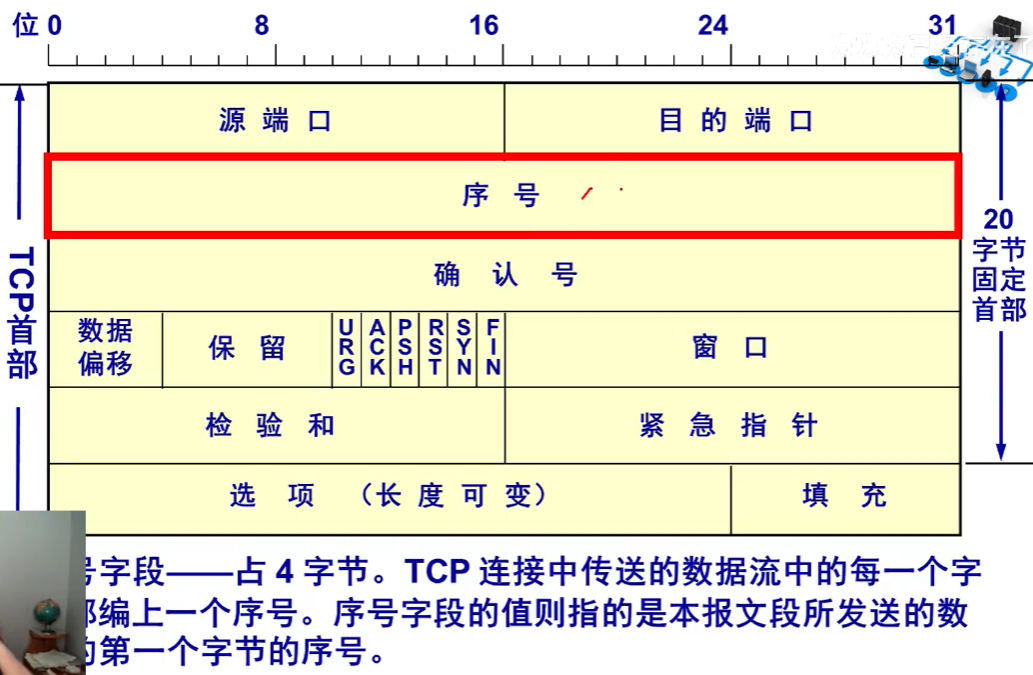 位 0 8 16 24 31
源 端 口 目 的 端 口
序 号
20
字节
固定
首部
TCP首部
确 认 号
数据
偏移
保 留
URG ACK PSH RST SYN FIN
窗 口
检 验 和 紧 急 指 针
选 项 （长 度 可 变） 填 充
号字段——占 4 字节。TCP 连接中传送的数据流中的每一个字
都编上一个序号。序号字段的值则指的是本报文段所发送的数
的第一个字节的序号。